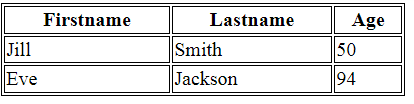 Firstname Lastname Age
Jill Smith 50
Eve Jackson 94